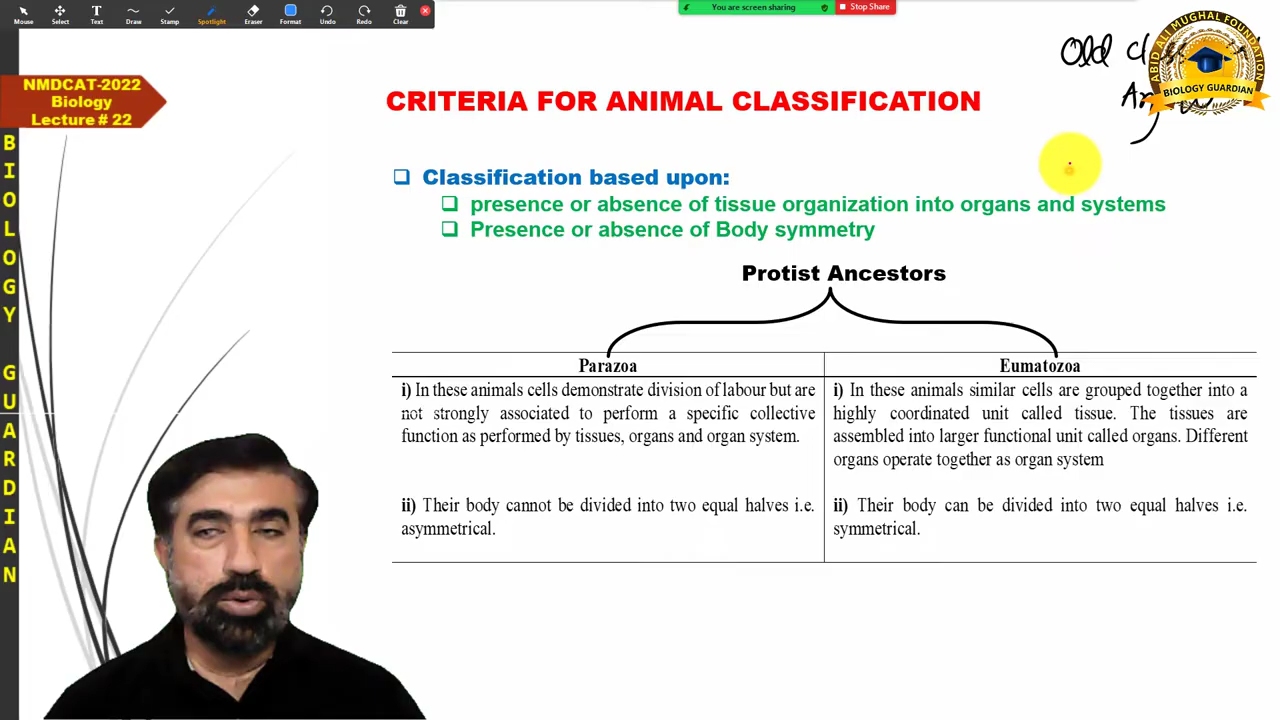 Mouse Select Text Draw Stamp Spotlight Eraser Format Undo Redo Clear
You are screen sharing Stop Share
Old
ABID ALI MUGHAL FOUNDATION
BIOLOGY GUARDIAN
NMDCAT-2022
Biology
Lecture # 22
BIOLOGY GUARDIAN
CRITERIA FOR ANIMAL CLASSIFICATION
Classification based upon:
presence or absence of tissue organization into organs and systems
Presence or absence of Body symmetry
Protist Ancestors
Parazoa
i) In these animals cells demonstrate division of labour but are
not strongly associated to perform a specific collective
function as performed by tissues, organs and organ system.
ii) Their body cannot be divided into two equal halves i.e.
asymmetrical.
Eumatozoa
i) In these animals similar cells are grouped together into a
highly coordinated unit called tissue. The tissues are
assembled into larger functional unit called organs. Different
organs operate together as organ system
ii) Their body can be divided into two equal halves i.e.
symmetrical.